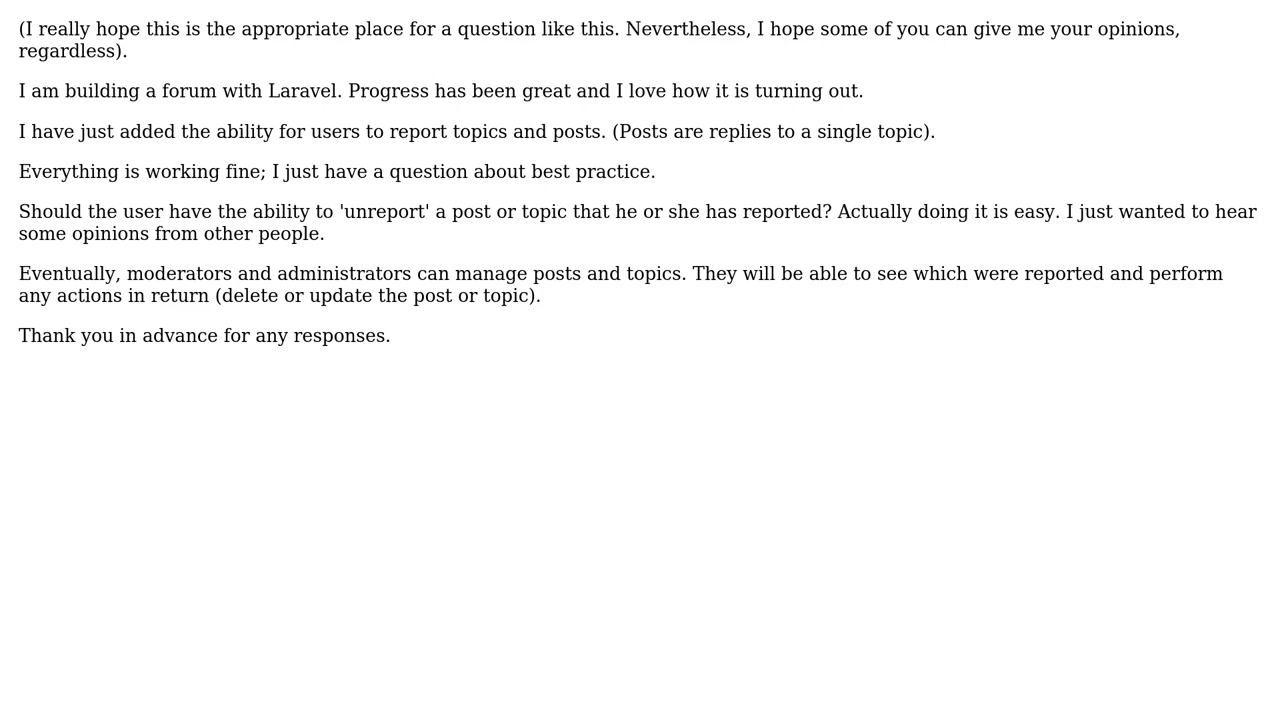 (I really hope this is the appropriate place for a question like this. Nevertheless, I hope some of you can give me your opinions,
regardless).
I am building a forum with Laravel. Progress has been great and I love how it is turning out.
I have just added the ability for users to report topics and posts. (Posts are replies to a single topic).
Everything is working fine; I just have a question about best practice.
Should the user have the ability to 'unreport' a post or topic that he or she has reported? Actually doing it is easy. I just wanted to hear
some opinions from other people.
Eventually, moderators and administrators can manage posts and topics. They will be able to see which were reported and perform
any actions in return (delete or update the post or topic).
Thank you in advance for any responses.